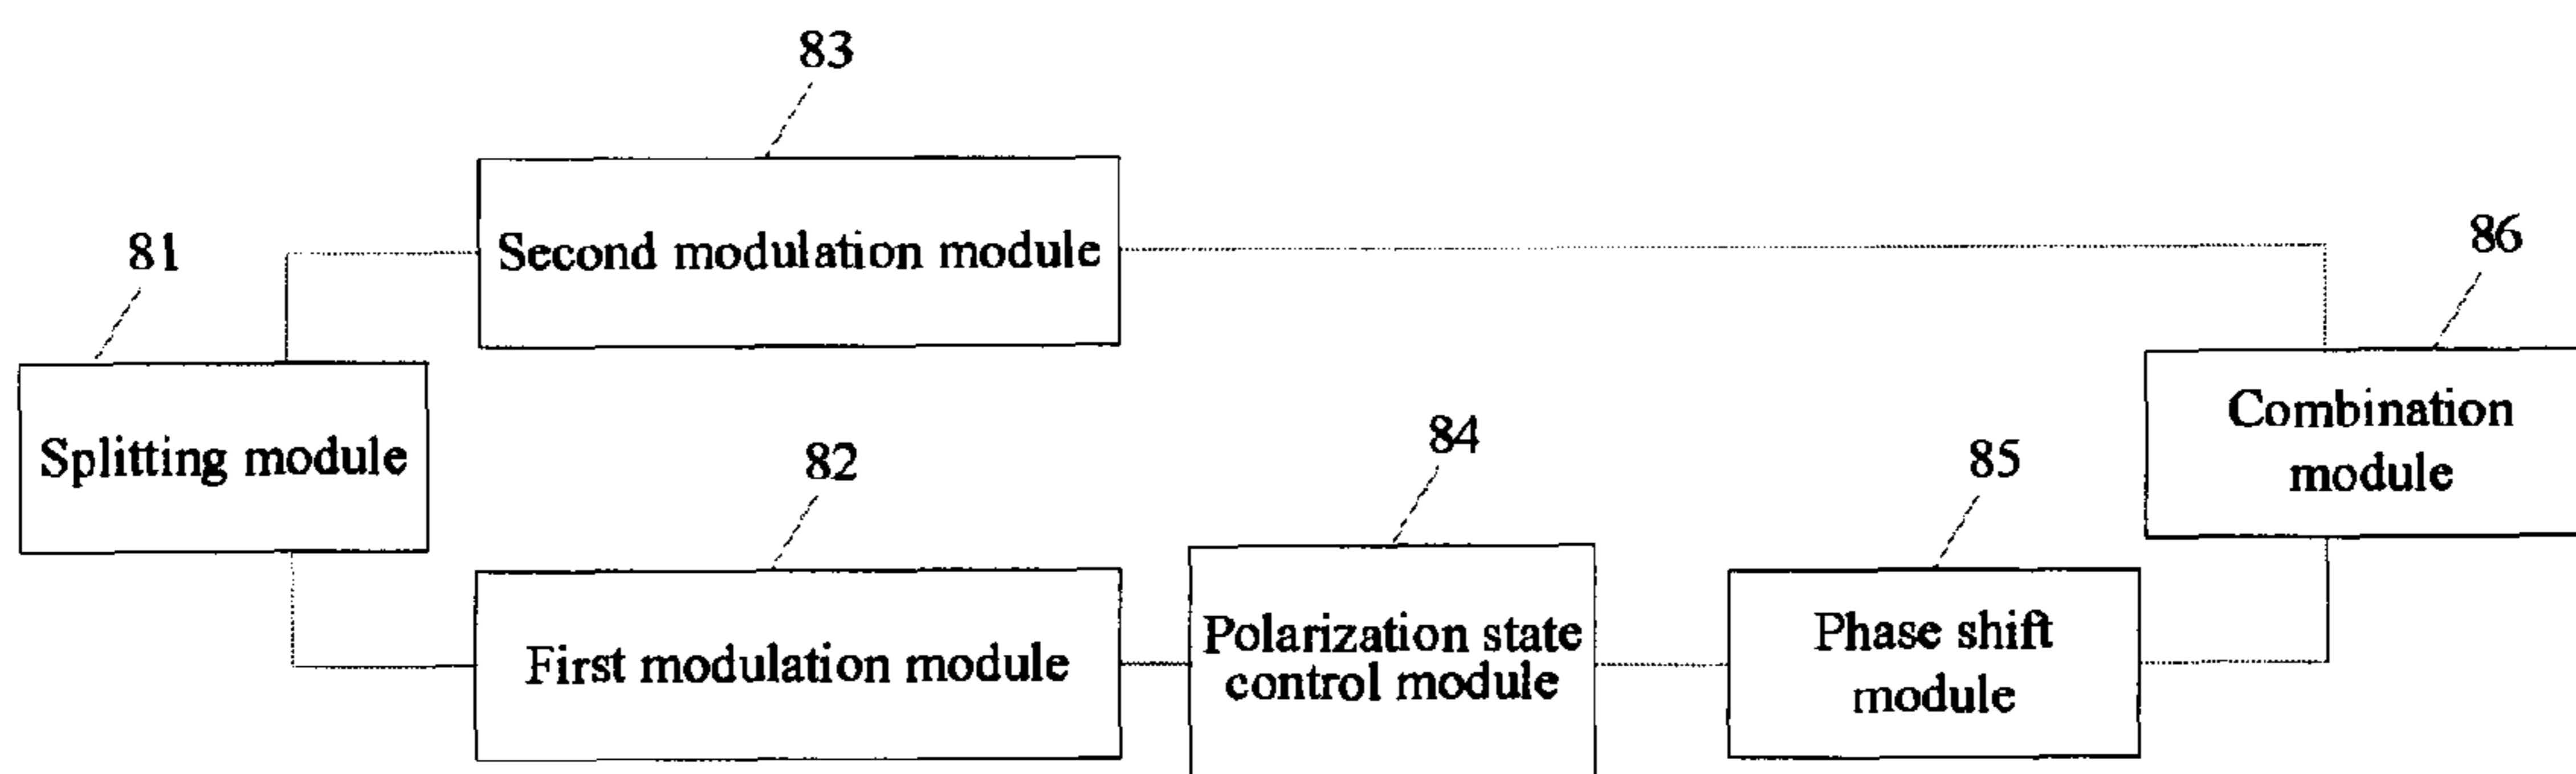 83
Second modulation module
81
86
Splitting module
Combination
module
82
84
85
First modulation module
Polarization state
control module
Phase shift
module